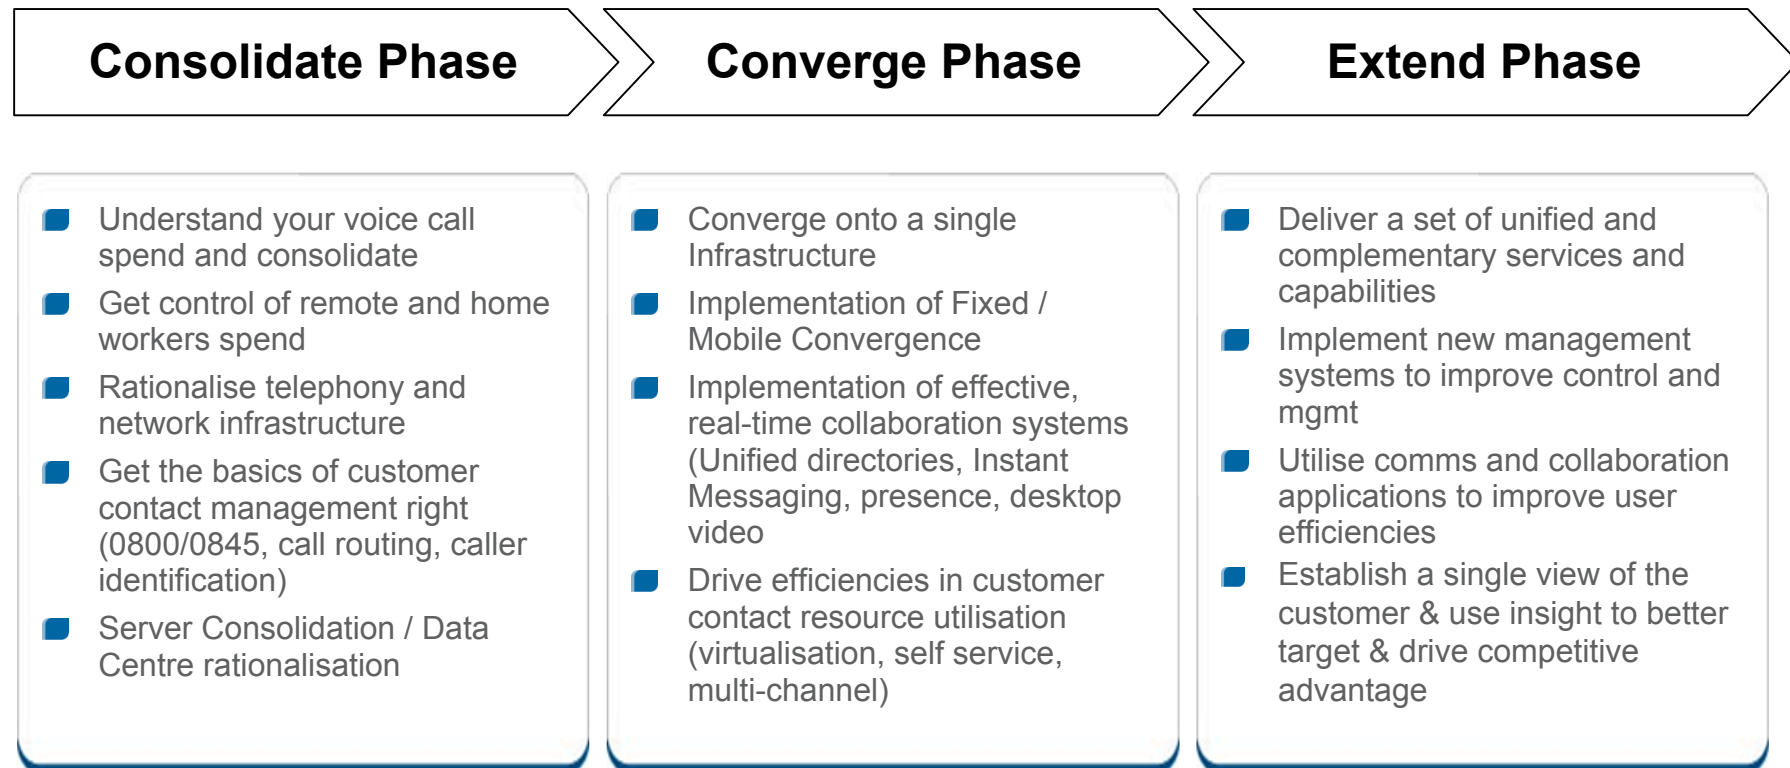 Consolidate Phase
Converge Phase
Extend Phase
Understand your voice call
spend and consolidate
Get control of remote and home
workers spend
Rationalise telephony and
network infrastructure
Get the basics of customer
contact management right
(0800/0845, call routing, caller
identification)
Server Consolidation / Data
Centre rationalisation
Converge onto a single
Infrastructure
Implementation of Fixed /
Mobile Convergence
Implementation of effective,
real-time collaboration systems
(Unified directories, Instant
Messaging, presence, desktop
video
Drive efficiencies in customer
contact resource utilisation
(virtualisation, self service,
multi-channel)
Deliver a set of unified and
complementary services and
capabilities
Implement new management
systems to improve control and
mgmt
Utilise comms and collaboration
applications to improve user
efficiencies
Establish a single view of the
customer & use insight to better
target & drive competitive
advantage